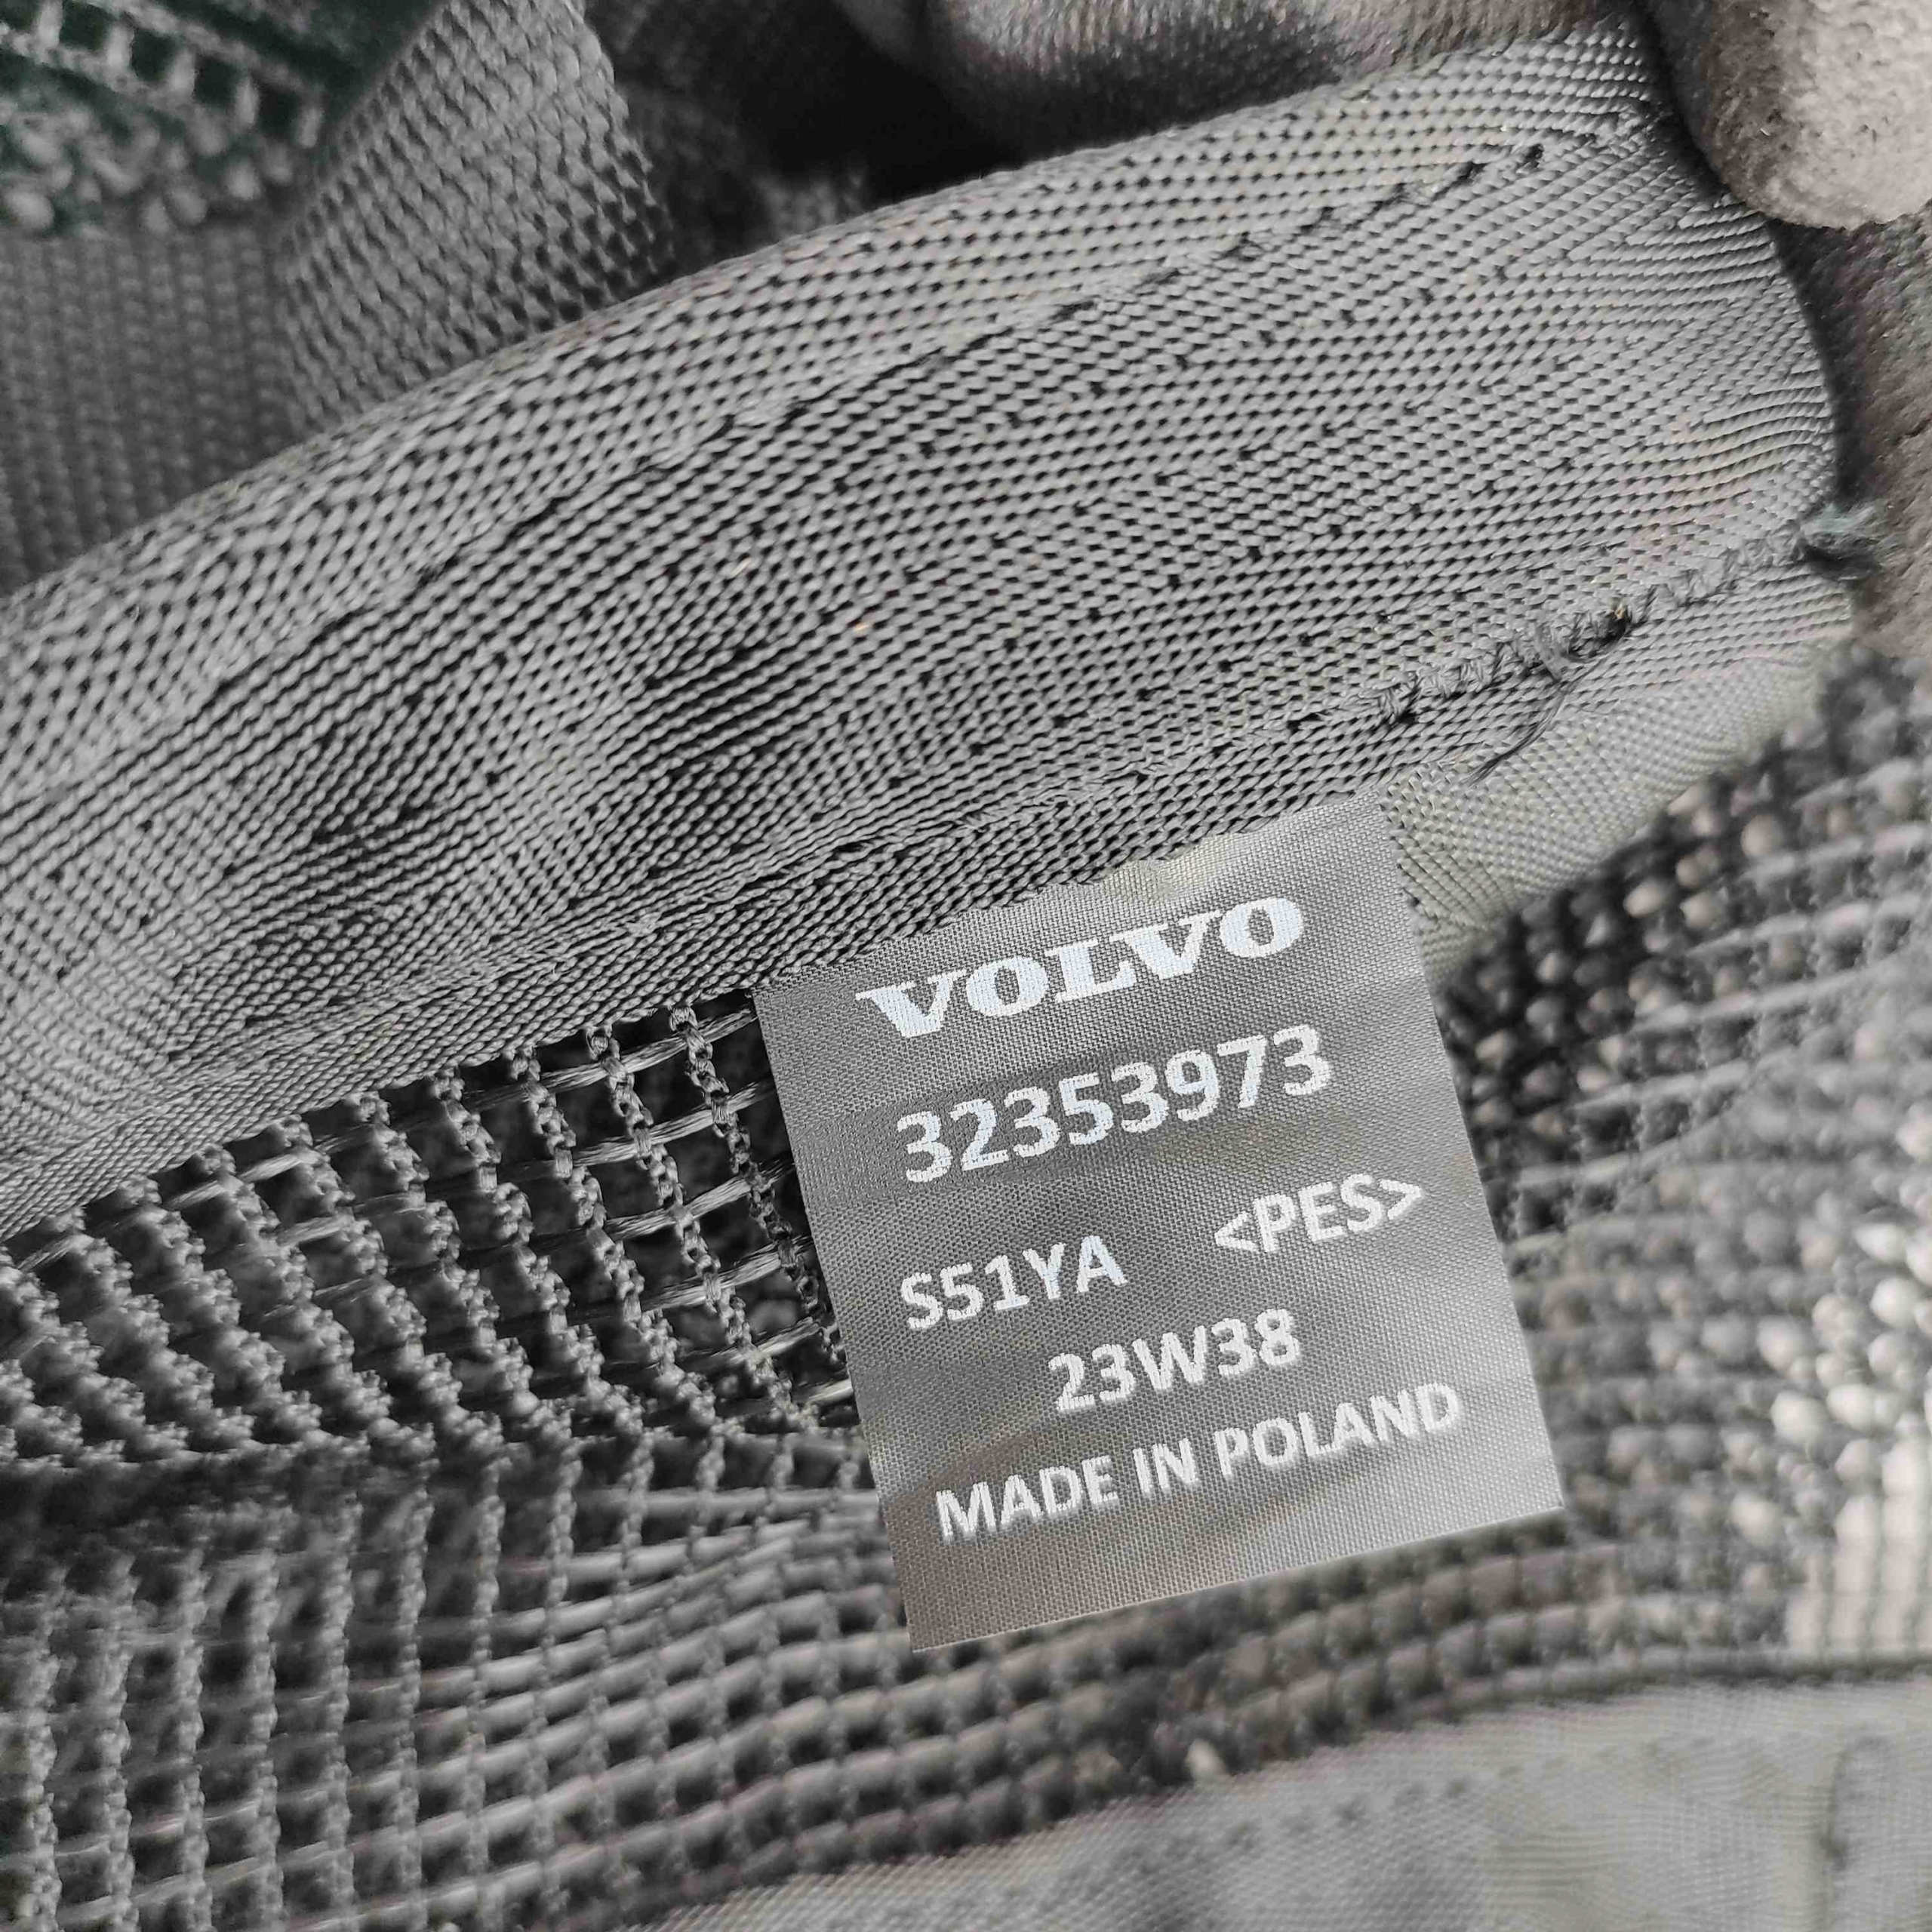 VOLVO
32353973
S51YA <PES>
23W38
MADE IN POLAND